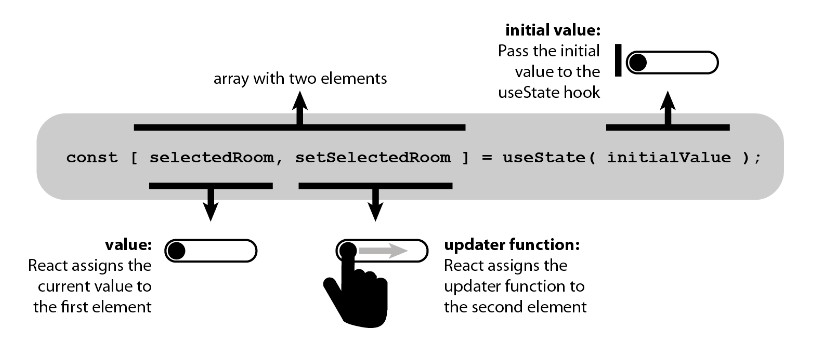 initial value:
Pass the initial
value to the
useState hook
array with two elements
const [ selectedRoom, setSelectedRoom ] = useState( initialValue );
value:
React assigns the
current value to
the first element
updater function:
React assigns the
updater function to
the second element